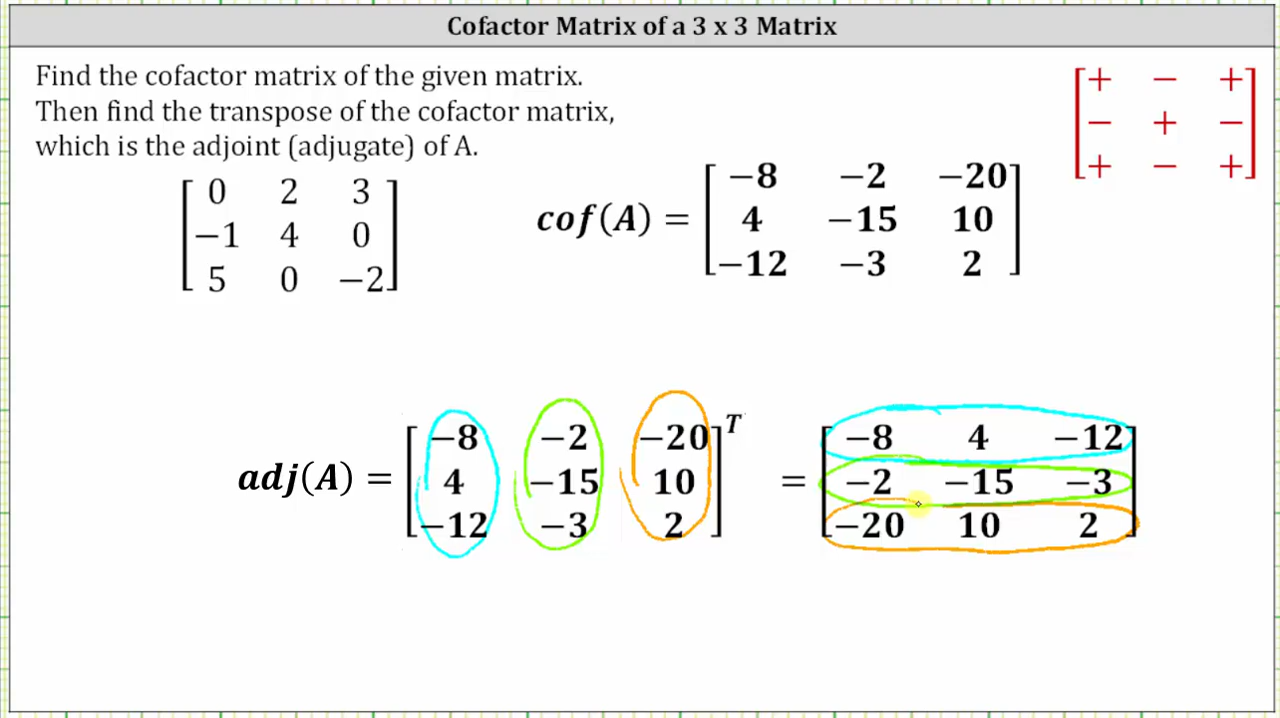 Cofactor Matrix of a 3 x 3 Matrix
Find the cofactor matrix of the given matrix.
Then find the transpose of the cofactor matrix,
which is the adjoint (adjugate) of A.
[+ − +]
[− + −]
[+ − +]
[0 2 3]
[−1 4 0]
[5 0 −2]
cof(A) =
[−8 −2 −20]
[4 −15 10]
[−12 −3 2]
adj(A) =
[−8 −2 −20]
[4 −15 10]
[−12 −3 2]
T
=
[−8 4 −12]
[−2 −15 −3]
[−20 10 2]